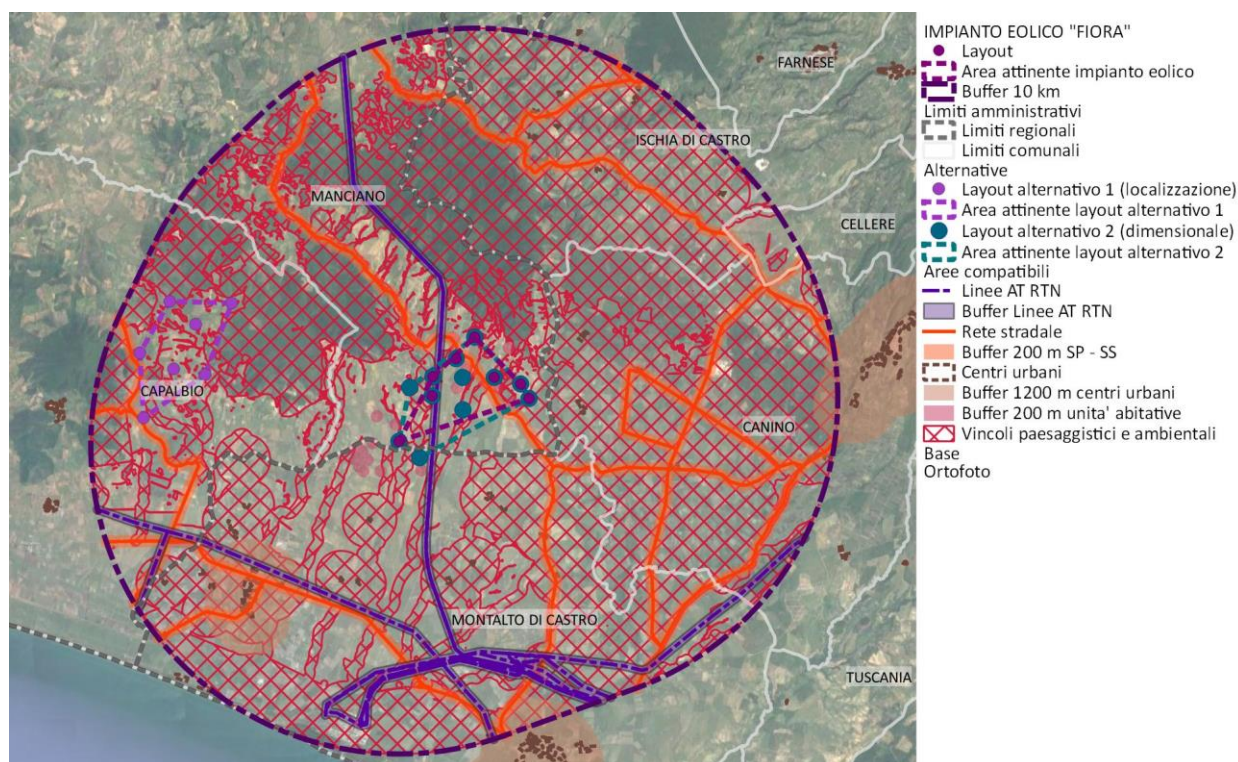 FARNESE
ISCHIA DI CASTRO
MANCIANO
CELLERE
CAPALBIO
CANINO
MONTALTO DI CASTRO
TUSCANIA
IMPIANTO EOLICO "FIORA"
Layout
Area attinente impianto eolico
Buffer 10 km
Limiti amministrativi
Limiti regionali
Limiti comunali
Alternative
Layout alternativo 1 (localizzazione)
Area attinente layout alternativo 1
Layout alternativo 2 (dimensionale)
Area attinente layout alternativo 2
Aree compatibili
Linee AT RTN
Buffer Linee AT RTN
Rete stradale
Buffer 200 m SP - SS
Centri urbani
Buffer 1200 m centri urbani
Buffer 200 m unita' abitative
Vincoli paesaggistici e ambientali
Base
Ortofoto